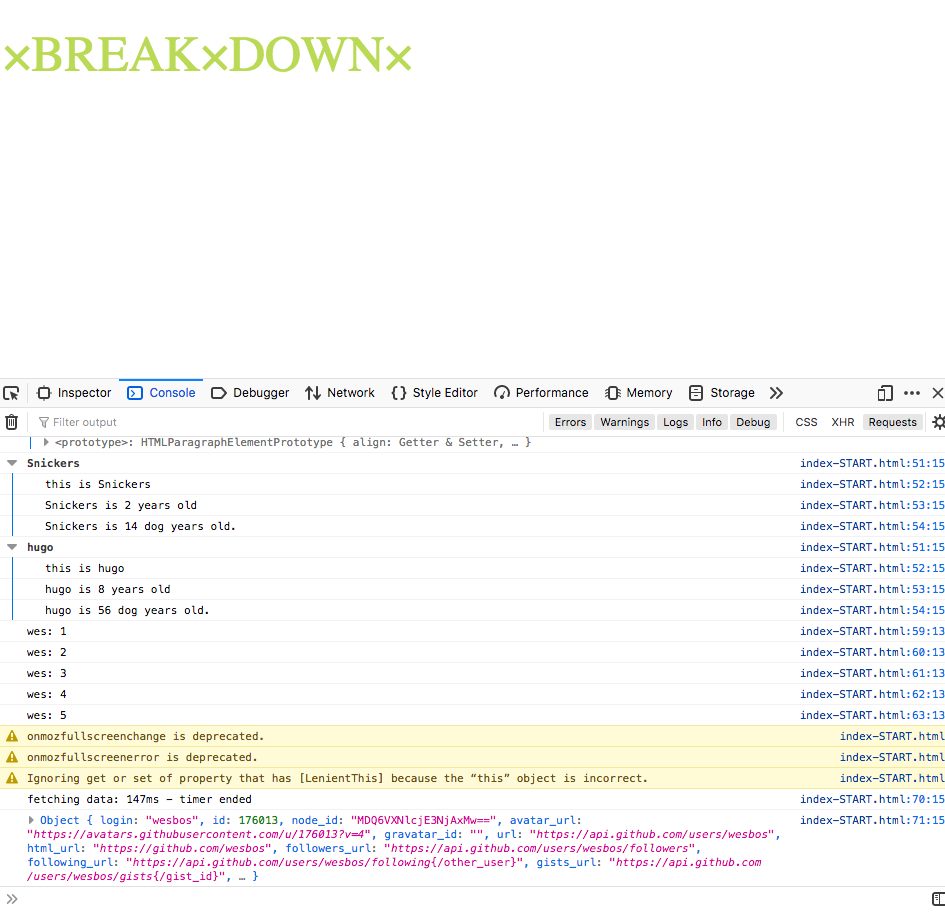 ×BREAK×DOWN×
Inspector Console Debugger Network Style Editor Performance Memory Storage
Filter output Errors Warnings Logs Info Debug CSS XHR Requests
<prototype>: HTMLParagraphElementPrototype { align: Getter & Setter, … }
Snickers index-START.html:51:15
this is Snickers index-START.html:52:15
Snickers is 2 years old index-START.html:53:15
Snickers is 14 dog years old. index-START.html:54:15
hugo index-START.html:51:15
this is hugo index-START.html:52:15
hugo is 8 years old index-START.html:53:15
hugo is 56 dog years old. index-START.html:54:15
wes: 1 index-START.html:59:13
wes: 2 index-START.html:60:13
wes: 3 index-START.html:61:13
wes: 4 index-START.html:62:13
wes: 5 index-START.html:63:13
onmozfullscreenchange is deprecated. index-START.html
onmozfullscreenerror is deprecated. index-START.html
Ignoring get or set of property that has [LenientThis] because the “this” object is incorrect. index-START.html
fetching data: 147ms - timer ended index-START.html:70:15
Object { login: "wesbos", id: 176013, node_id: "MDQ6VXNlcjE3NjAxMw==", avatar_url: index-START.html:71:15
"https://avatars.githubusercontent.com/u/176013?v=4", gravatar_id: "", url: "https://api.github.com/users/wesbos",
html_url: "https://github.com/wesbos", followers_url: "https://api.github.com/users/wesbos/followers",
following_url: "https://api.github.com/users/wesbos/following{/other_user}", gists_url: "https://api.github.com
/users/wesbos/gists{/gist_id}", … }